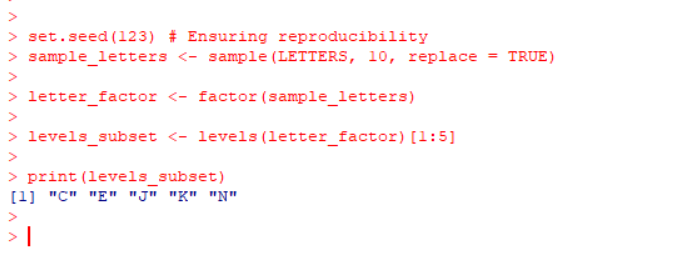 >
> set.seed(123) # Ensuring reproducibility
> sample_letters <- sample(LETTERS, 10, replace = TRUE)
>
> letter_factor <- factor(sample_letters)
>
> levels_subset <- levels(letter_factor)[1:5]
>
> print(levels_subset)
[1] "C" "E" "J" "K" "N"
>
>